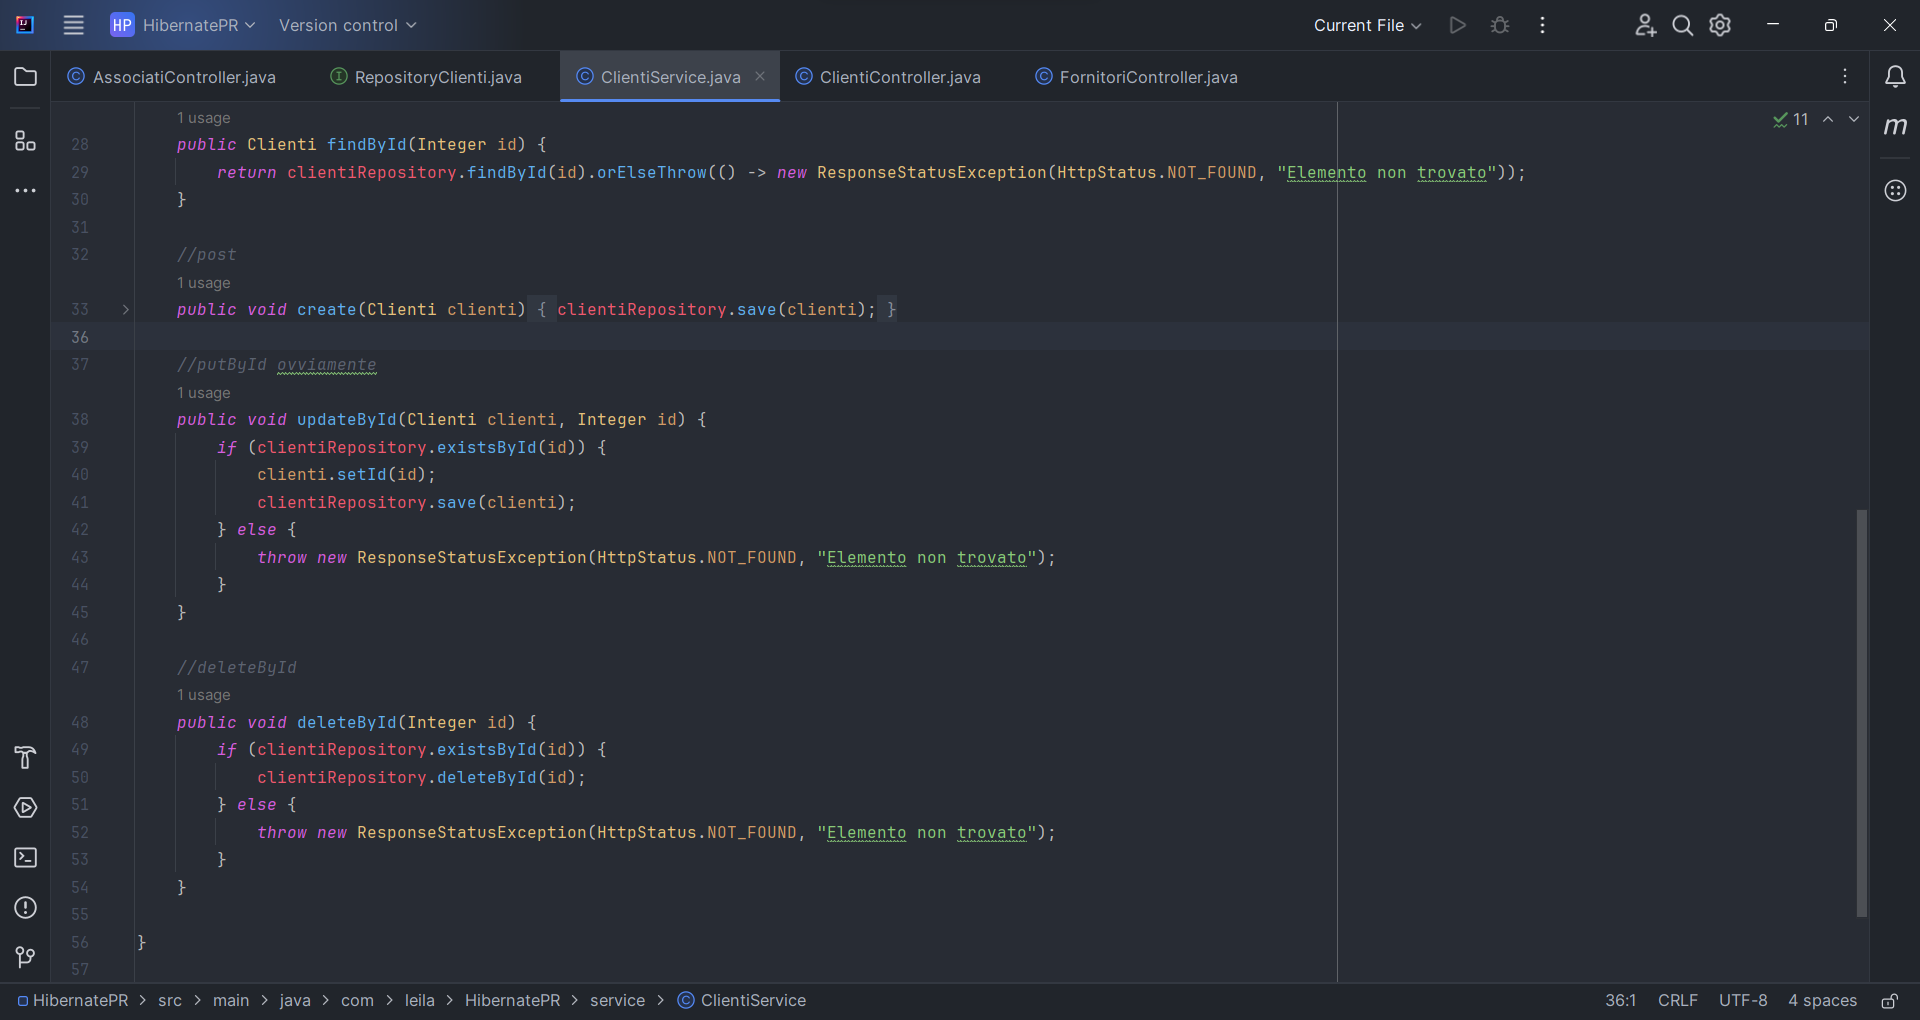 HP HibernatePR Version control Current File
AssociatiController.java RepositoryClienti.java ClientiService.java ClientiController.java FornitoriController.java
1 usage 11
28 public Clienti findById(Integer id) {
29 return clientiRepository.findById(id).orElseThrow(() -> new ResponseStatusException(HttpStatus.NOT_FOUND, "Elemento non trovato"));
30 }
31
32 //post
1 usage
33 public void create(Clienti clienti) { clientiRepository.save(clienti); }
36
37 //putById ovviamente
1 usage
38 public void updateById(Clienti clienti, Integer id) {
39 if (clientiRepository.existsById(id)) {
40 clienti.setId(id);
41 clientiRepository.save(clienti);
42 } else {
43 throw new ResponseStatusException(HttpStatus.NOT_FOUND, "Elemento non trovato");
44 }
45 }
46
47 //deleteById
1 usage
48 public void deleteById(Integer id) {
49 if (clientiRepository.existsById(id)) {
50 clientiRepository.deleteById(id);
51 } else {
52 throw new ResponseStatusException(HttpStatus.NOT_FOUND, "Elemento non trovato");
53 }
54 }
55
56 }
57
HibernatePR > src > main > java > com > leila > HibernatePR > service > ClientiService 36:1 CRLF UTF-8 4 spaces